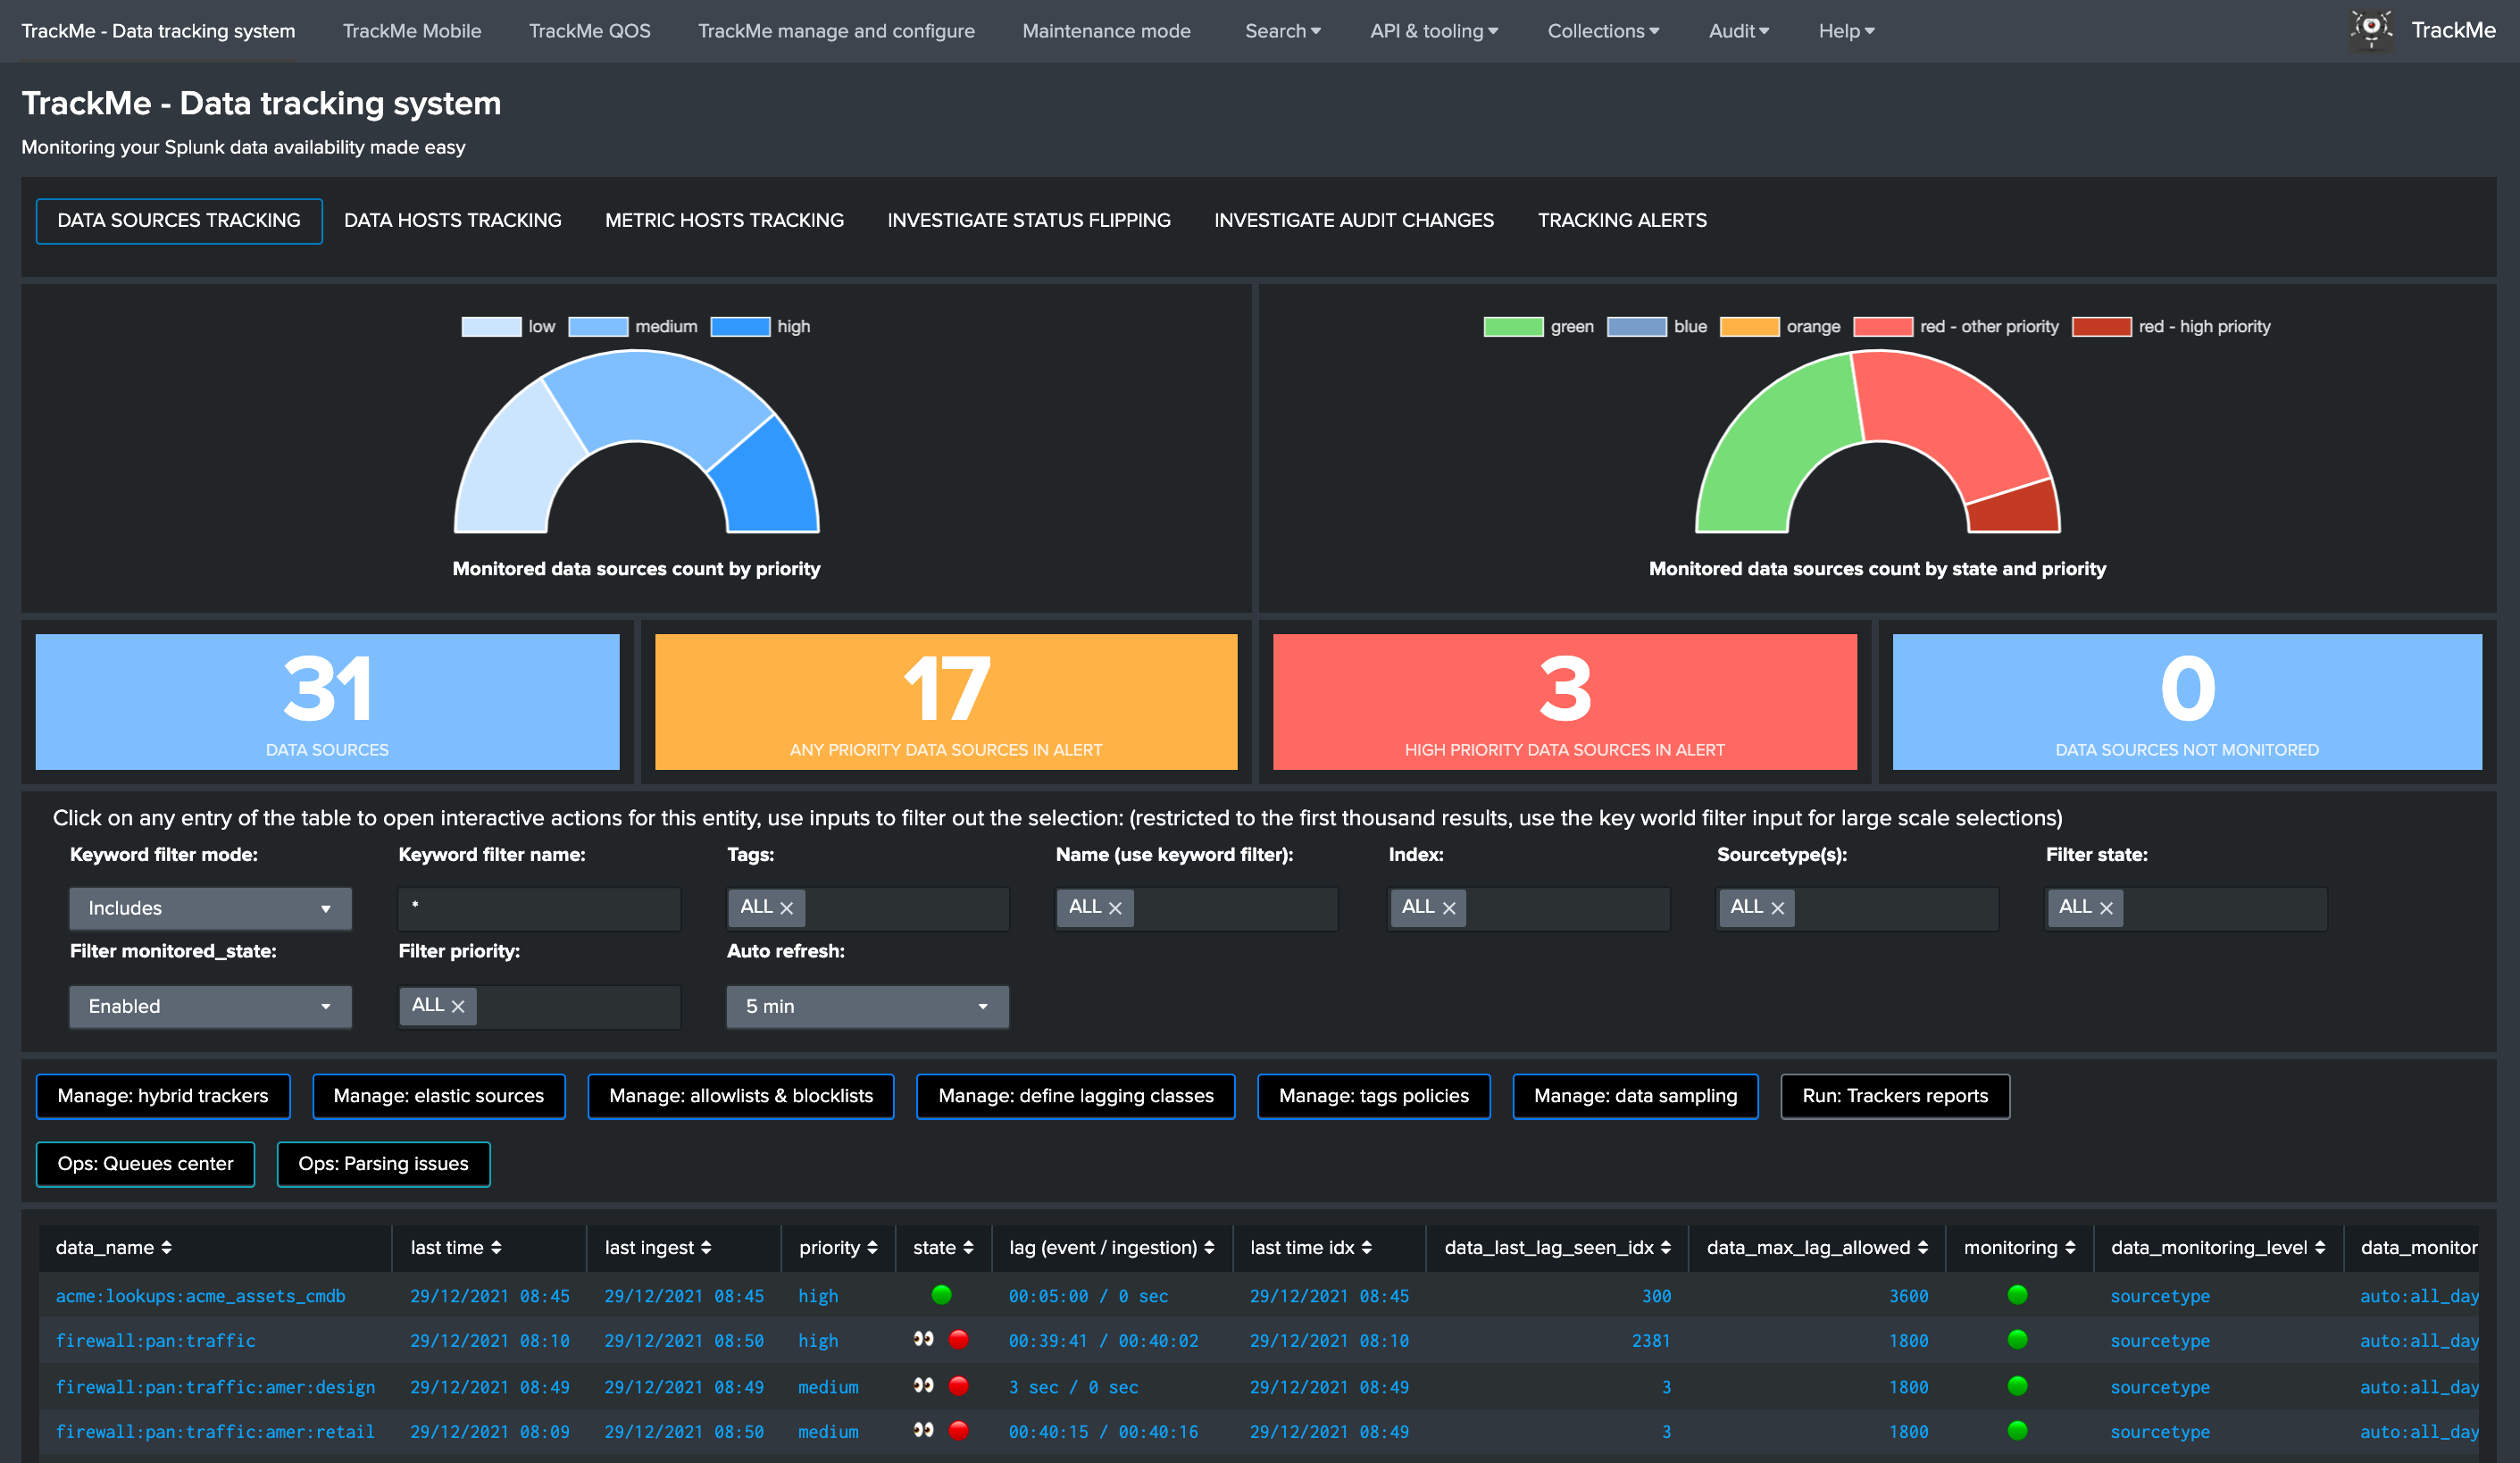 TrackMe - Data tracking system TrackMe Mobile TrackMe QOS TrackMe manage and configure Maintenance mode Search API & tooling Collections Audit Help TrackMe
TrackMe - Data tracking system
Monitoring your Splunk data availability made easy
DATA SOURCES TRACKING DATA HOSTS TRACKING METRIC HOSTS TRACKING INVESTIGATE STATUS FLIPPING INVESTIGATE AUDIT CHANGES TRACKING ALERTS
low medium high
Monitored data sources count by priority
green blue orange red - other priority red - high priority
Monitored data sources count by state and priority
31
DATA SOURCES
17
ANY PRIORITY DATA SOURCES IN ALERT
3
HIGH PRIORITY DATA SOURCES IN ALERT
0
DATA SOURCES NOT MONITORED
Click on any entry of the table to open interactive actions for this entity, use inputs to filter out the selection: (restricted to the first thousand results, use the key world filter input for large scale selections)
Keyword filter mode: Keyword filter name: Tags: Name (use keyword filter): Index: Sourcetype(s): Filter state:
Includes * ALL ALL ALL ALL ALL
Filter monitored_state: Filter priority: Auto refresh:
Enabled ALL 5 min
Manage: hybrid trackers Manage: elastic sources Manage: allowlists & blocklists Manage: define lagging classes Manage: tags policies Manage: data sampling Run: Trackers reports
Ops: Queues center Ops: Parsing issues
data_name last time last ingest priority state lag (event / ingestion) last time idx data_last_lag_seen_idx data_max_lag_allowed monitoring data_monitoring_level data_monitor
acme:lookups:acme_assets_cmdb 29/12/2021 08:45 29/12/2021 08:45 high 00:05:00 / 0 sec 29/12/2021 08:45 300 3600 sourcetype auto:all_day
firewall:pan:traffic 29/12/2021 08:10 29/12/2021 08:50 high 00:39:41 / 00:40:02 29/12/2021 08:10 2381 1800 sourcetype auto:all_day
firewall:pan:traffic:amer:design 29/12/2021 08:49 29/12/2021 08:49 medium 3 sec / 0 sec 29/12/2021 08:49 3 1800 sourcetype auto:all_day
firewall:pan:traffic:amer:retail 29/12/2021 08:09 29/12/2021 08:50 medium 00:40:15 / 00:40:16 29/12/2021 08:49 3 1800 sourcetype auto:all_day